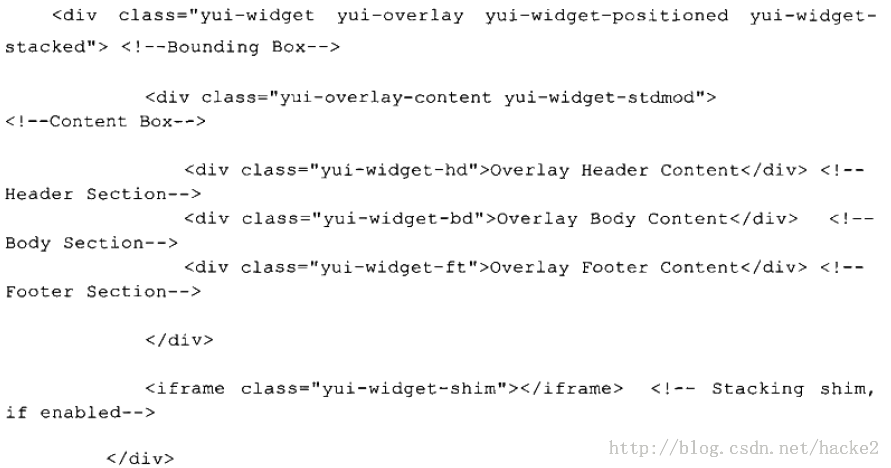 <div class="yui-widget yui-overlay yui-widget-positioned yui-widget-
stacked"> <!--Bounding Box-->
<div class="yui-overlay-content yui-widget-stdmod">
<!--Content Box-->
<div class="yui-widget-hd">Overlay Header Content</div> <!--
Header Section-->
<div class="yui-widget-bd">Overlay Body Content</div> <!--
Body Section-->
<div class="yui-widget-ft">Overlay Footer Content</div> <!--
Footer Section-->
</div>
<iframe class="yui-widget-shim"></iframe> <!-- Stacking shim,
if enabled-->
</div>
http://blog.csdn.net/hacke2